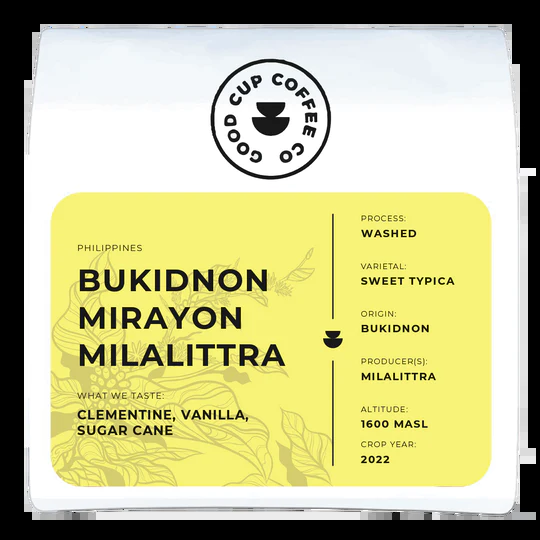 GOOD CUP COFFEE CO
PHILIPPINES
BUKIDNON
MIRAYON
MILALITTRA
WHAT WE TASTE:
CLEMENTINE, VANILLA,
SUGAR CANE
PROCESS:
WASHED
VARIETAL:
SWEET TYPICA
ORIGIN:
BUKIDNON
PRODUCER(S):
MILALITTRA
ALTITUDE:
1600 MASL
CROP YEAR:
2022